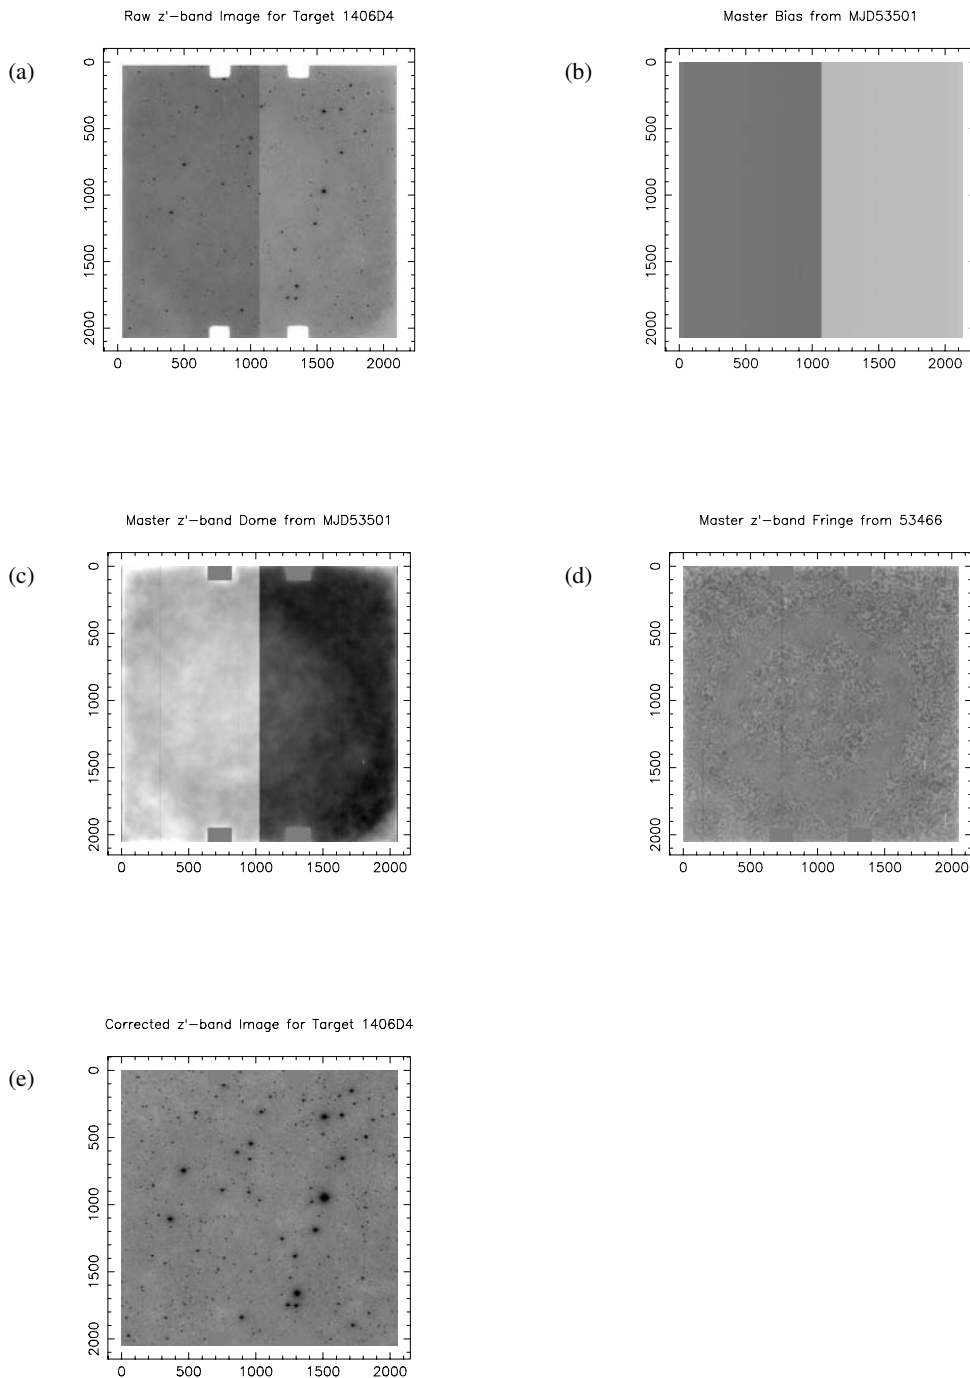 Raw z'-band Image for Target 1406D4
(a)
0
500
1000
1500
2000
0 500 1000 1500 2000
Master Bias from MJD53501
(b)
0
500
1000
1500
2000
0 500 1000 1500 2000
Master z'-band Dome from MJD53501
(c)
0
500
1000
1500
2000
0 500 1000 1500 2000
Master z'-band Fringe from 53466
(d)
0
500
1000
1500
2000
0 500 1000 1500 2000
Corrected z'-band Image for Target 1406D4
(e)
0
500
1000
1500
2000
0 500 1000 1500 2000